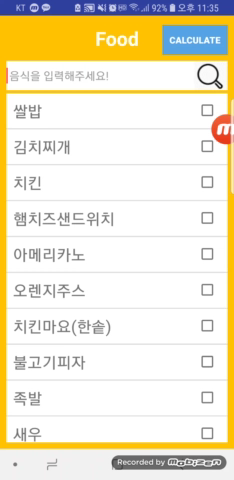 KT 92% 오후 11:35
Food
CALCULATE
음식을 입력해주세요!
쌀밥
김치찌개
치킨
햄치즈샌드위치
아메리카노
오렌지주스
치킨마요(한솥)
불고기피자
족발
새우
Recorded by Mobizen